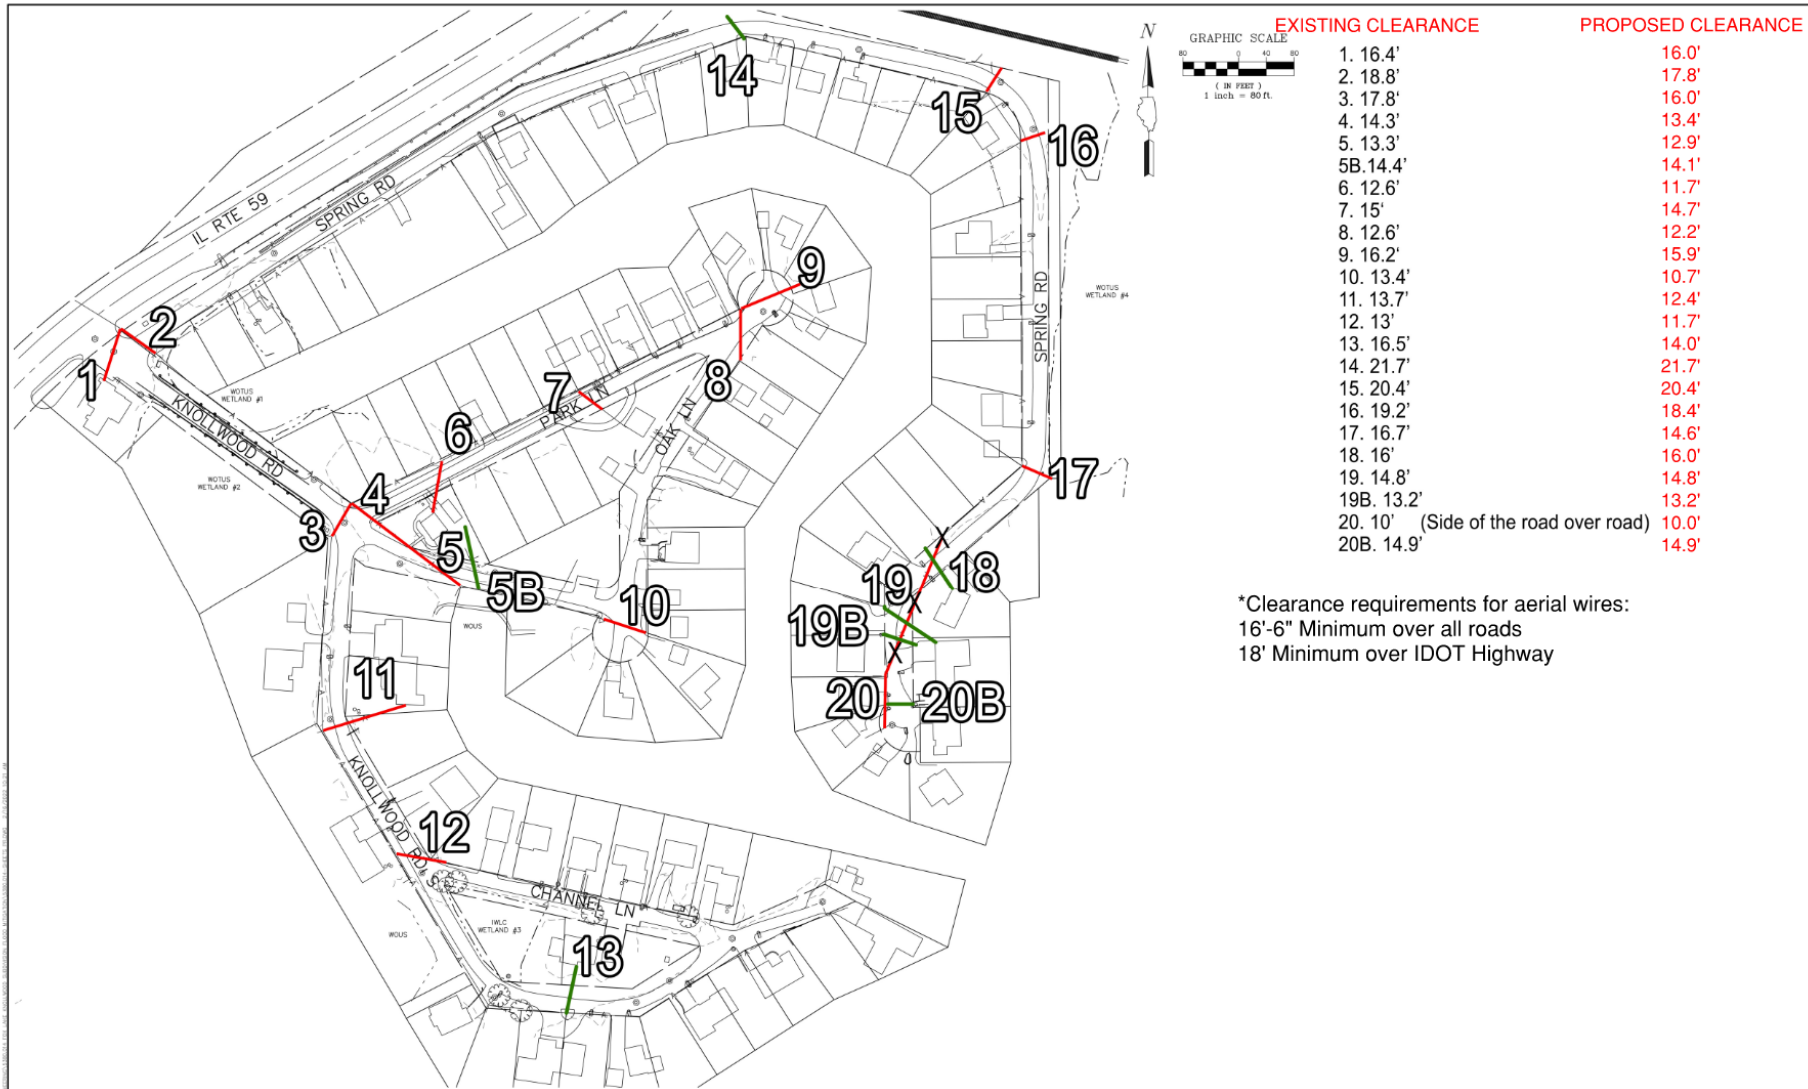 EXISTING CLEARANCE
PROPOSED CLEARANCE
N
GRAPHIC SCALE
80 0 40 80
( IN FEET )
1 inch = 80 ft.
1. 16.4' 16.0'
2. 18.8' 17.8'
3. 17.8' 16.0'
4. 14.3' 13.4'
5. 13.3' 12.9'
5B.14.4' 14.1'
6. 12.6' 11.7'
7. 15' 14.7'
8. 12.6' 12.2'
9. 16.2' 15.9'
10. 13.4' 10.7'
11. 13.7' 12.4'
12. 13' 11.7'
13. 16.5' 14.0'
14. 21.7' 21.7'
15. 20.4' 20.4'
16. 19.2' 18.4'
17. 16.7' 14.6'
18. 16' 16.0'
19. 14.8' 14.8'
19B. 13.2' 13.2'
20. 10' (Side of the road over road) 10.0'
20B. 14.9' 14.9'
*Clearance requirements for aerial wires:
16'-6" Minimum over all roads
18' Minimum over IDOT Highway
14
15
16
IL RTE 59
SPRING RD
9
WOTUS
WETLAND #4
SPRING RD
2
1
8
7
PARK LN
WOTUS
WETLAND #1
KNOLLWOOD RD
OAK LN
6
WOTUS
WETLAND #2
17
4
3
5
X
5B
18
19
X
10
19B
WOUS
X
11
20
20B
KNOLLWOOD RD S
12
CHANNEL LN
IWLC
WETLAND #3
WOUS
13